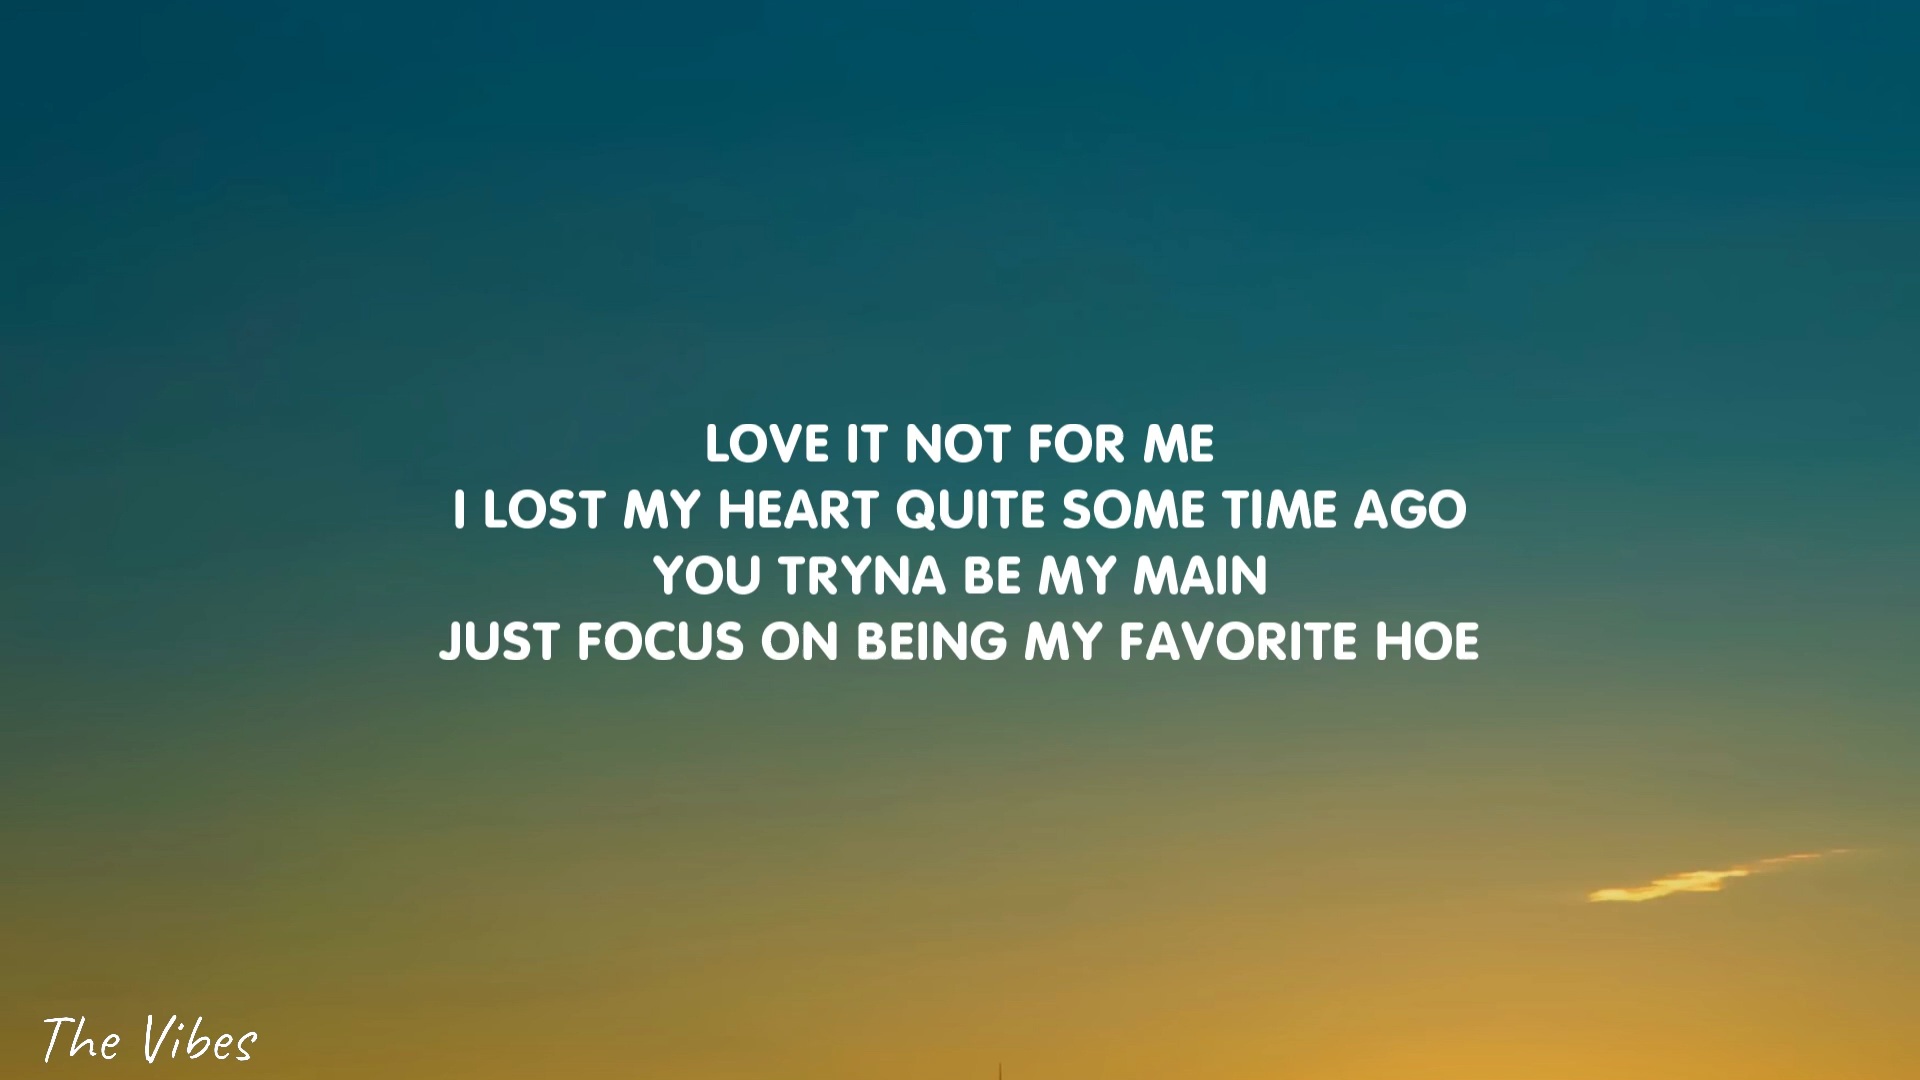 LOVE IT NOT FOR ME
I LOST MY HEART QUITE SOME TIME AGO
YOU TRYNA BE MY MAIN
JUST FOCUS ON BEING MY FAVORITE HOE
The Vibes